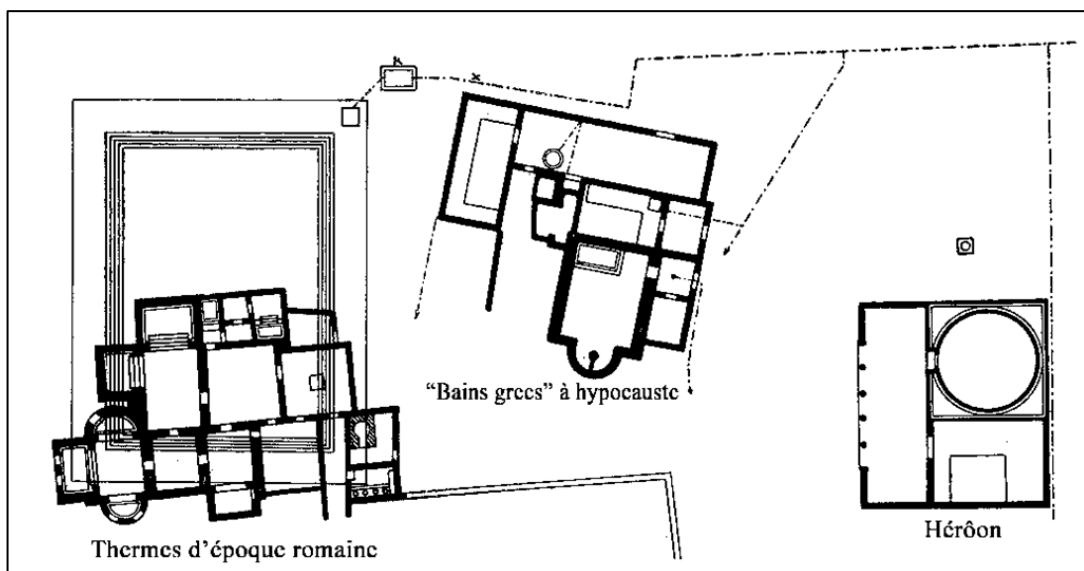 "Bains grecs" à hypocauste
Hérôon
Thermes d'époque romaine